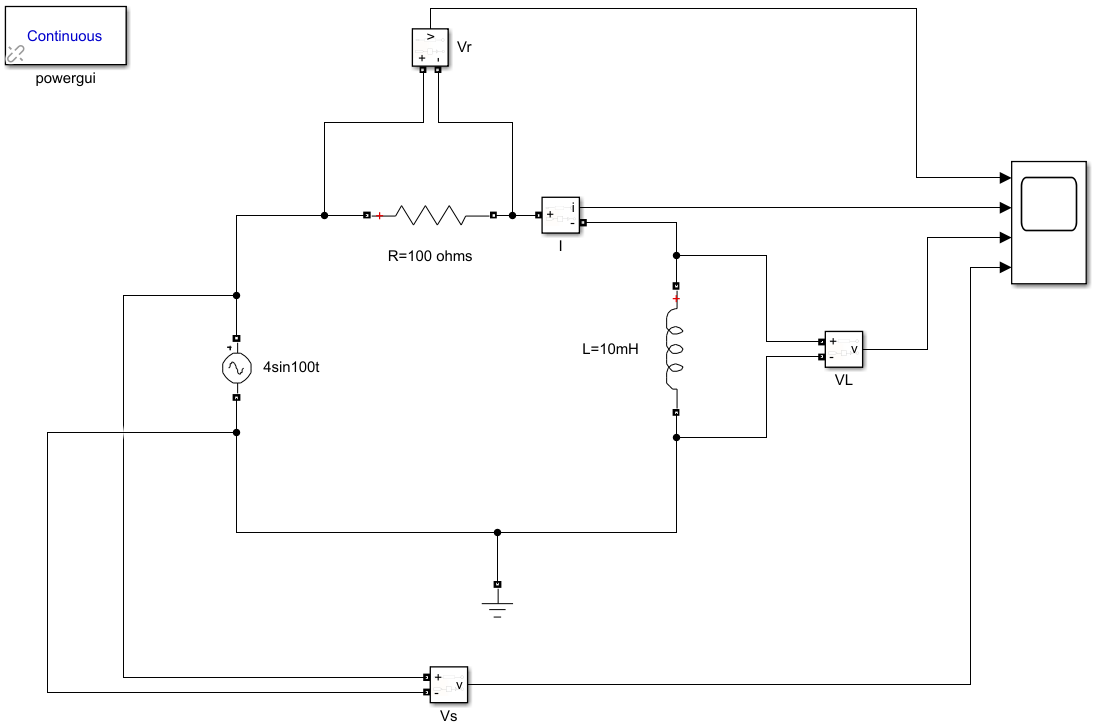 Continuous
powergui
v
+ -
Vr
+
R=100 ohms
i
+
-
I
+
L=10mH
+
4sin100t
+
-
v
VL
+
-
v
Vs